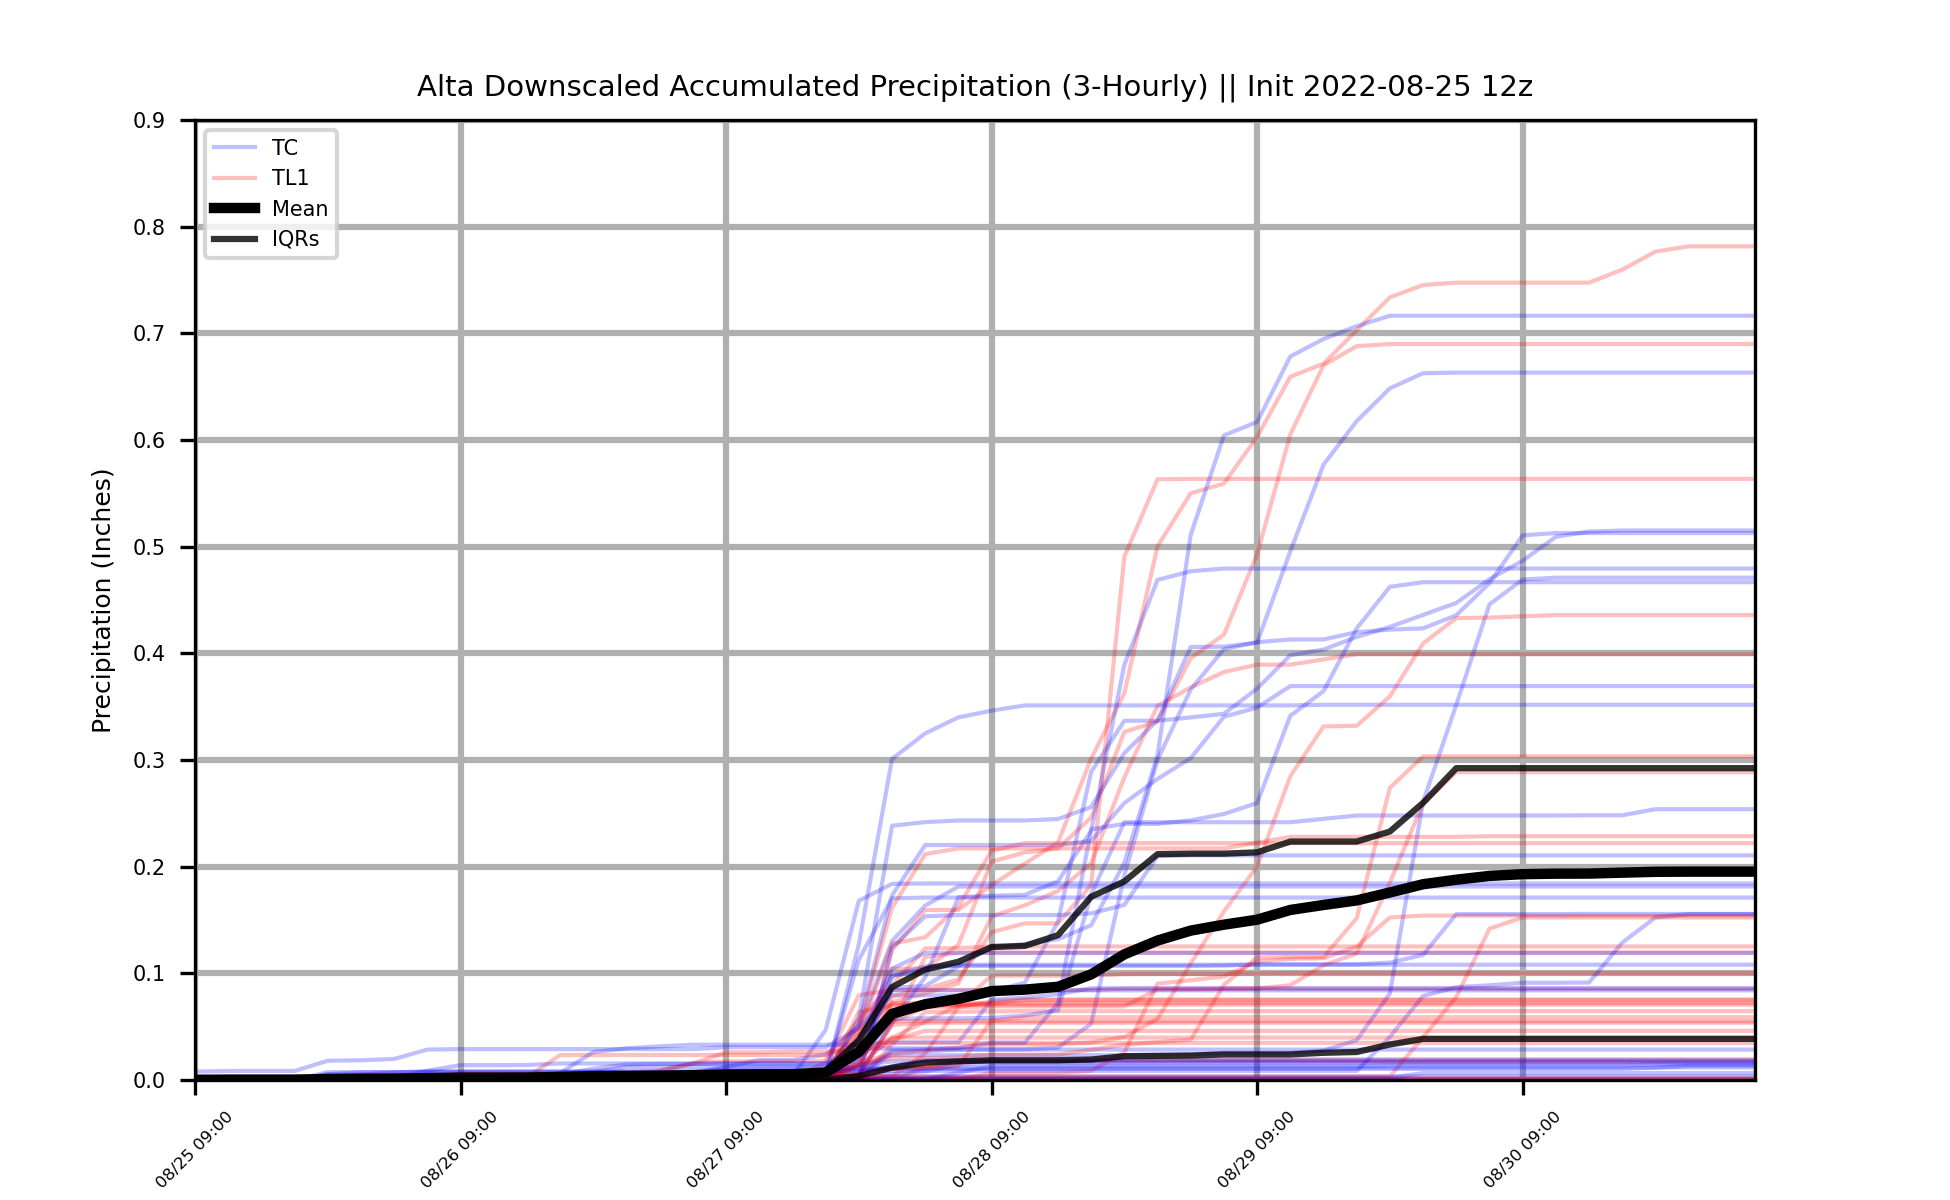 Alta Downscaled Accumulated Precipitation (3-Hourly) || Init 2022-08-25 12z
Precipitation (Inches)
0.9
0.8
0.7
0.6
0.5
0.4
0.3
0.2
0.1
0.0
TC
TL1
Mean
IQRs
08/25 09:00
08/26 09:00
08/27 09:00
08/28 09:00
08/29 09:00
08/30 09:00